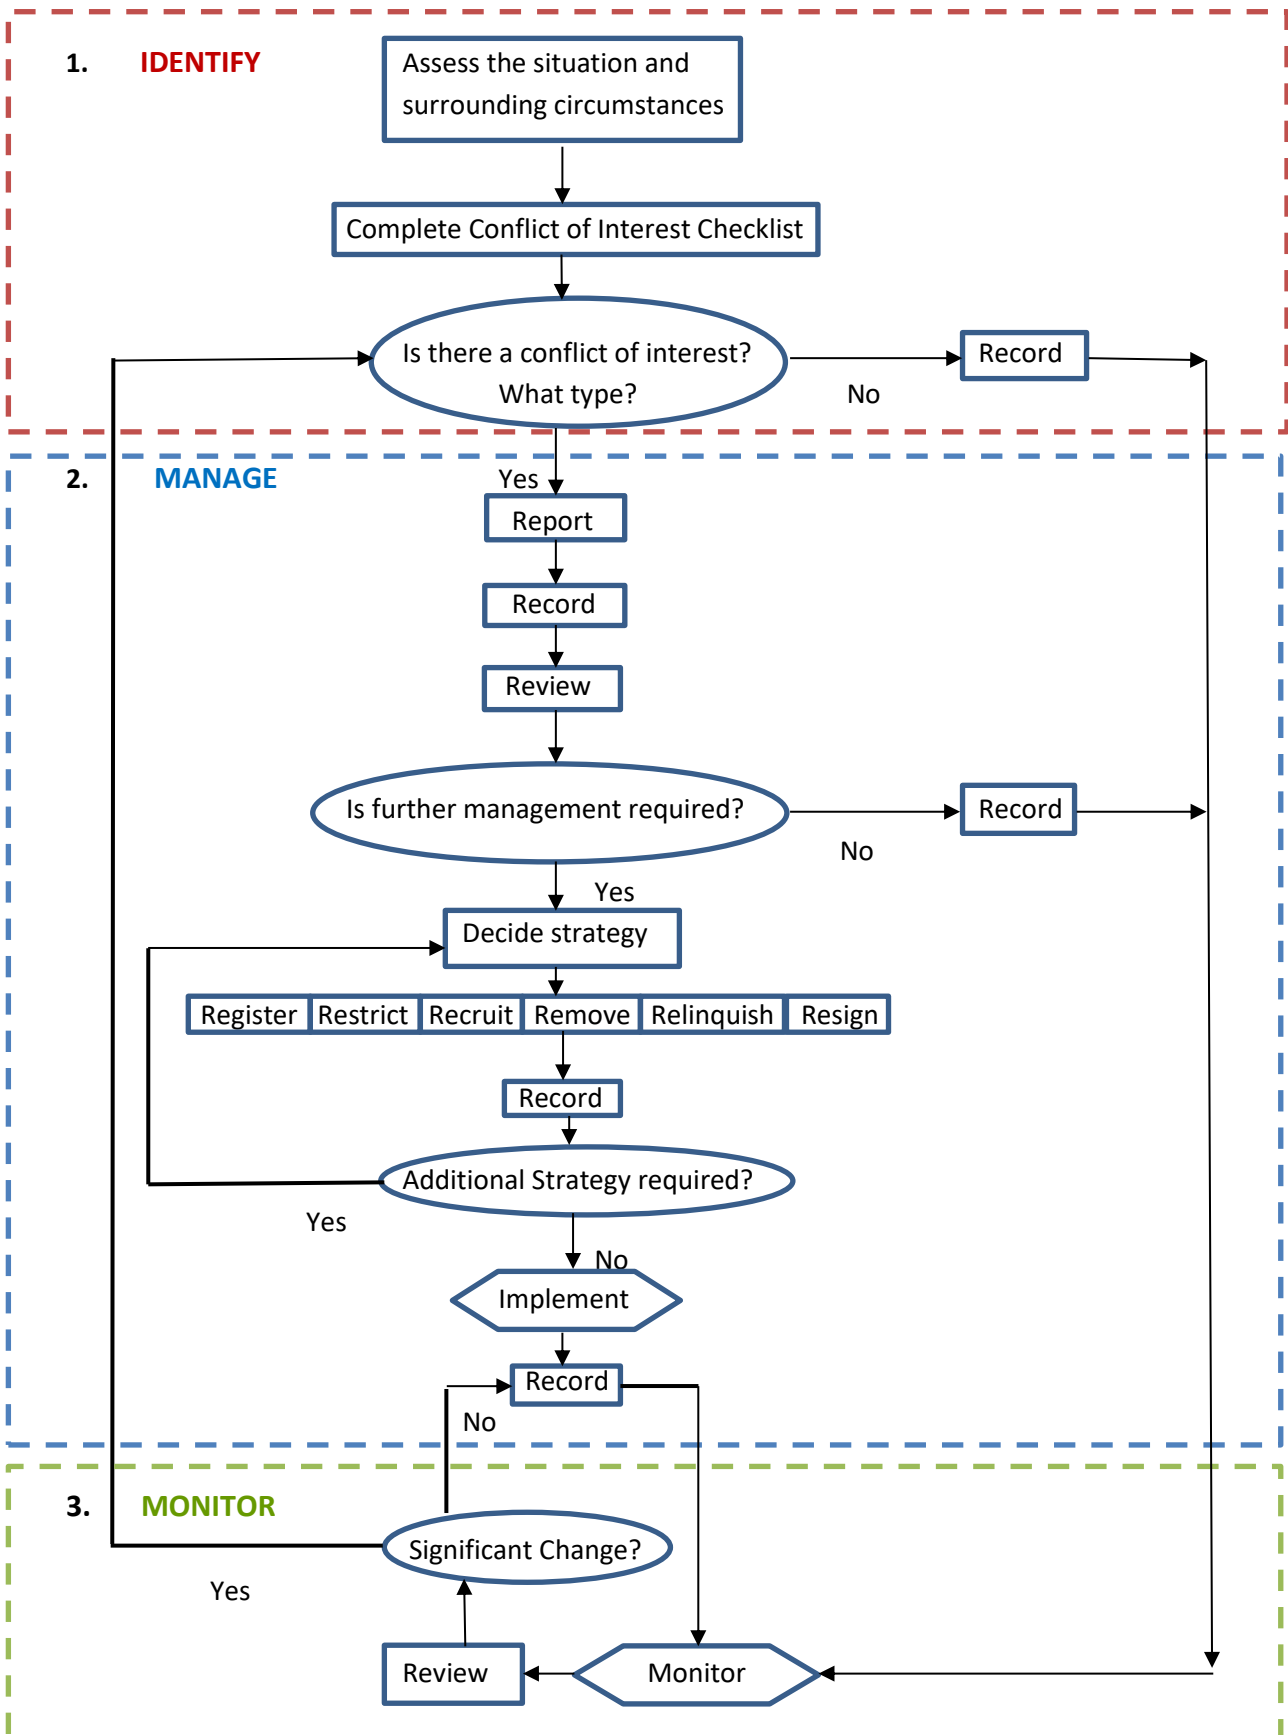 1. IDENTIFY
Assess the situation and
surrounding circumstances
Complete Conflict of Interest Checklist
Is there a conflict of interest?
What type?
No
Record
2. MANAGE
Yes
Report
Record
Review
Is further management required?
No
Record
Yes
Decide strategy
Register Restrict Recruit Remove Relinquish Resign
Record
Additional Strategy required?
Yes
No
Implement
Record
No
3. MONITOR
Significant Change?
Yes
Review
Monitor